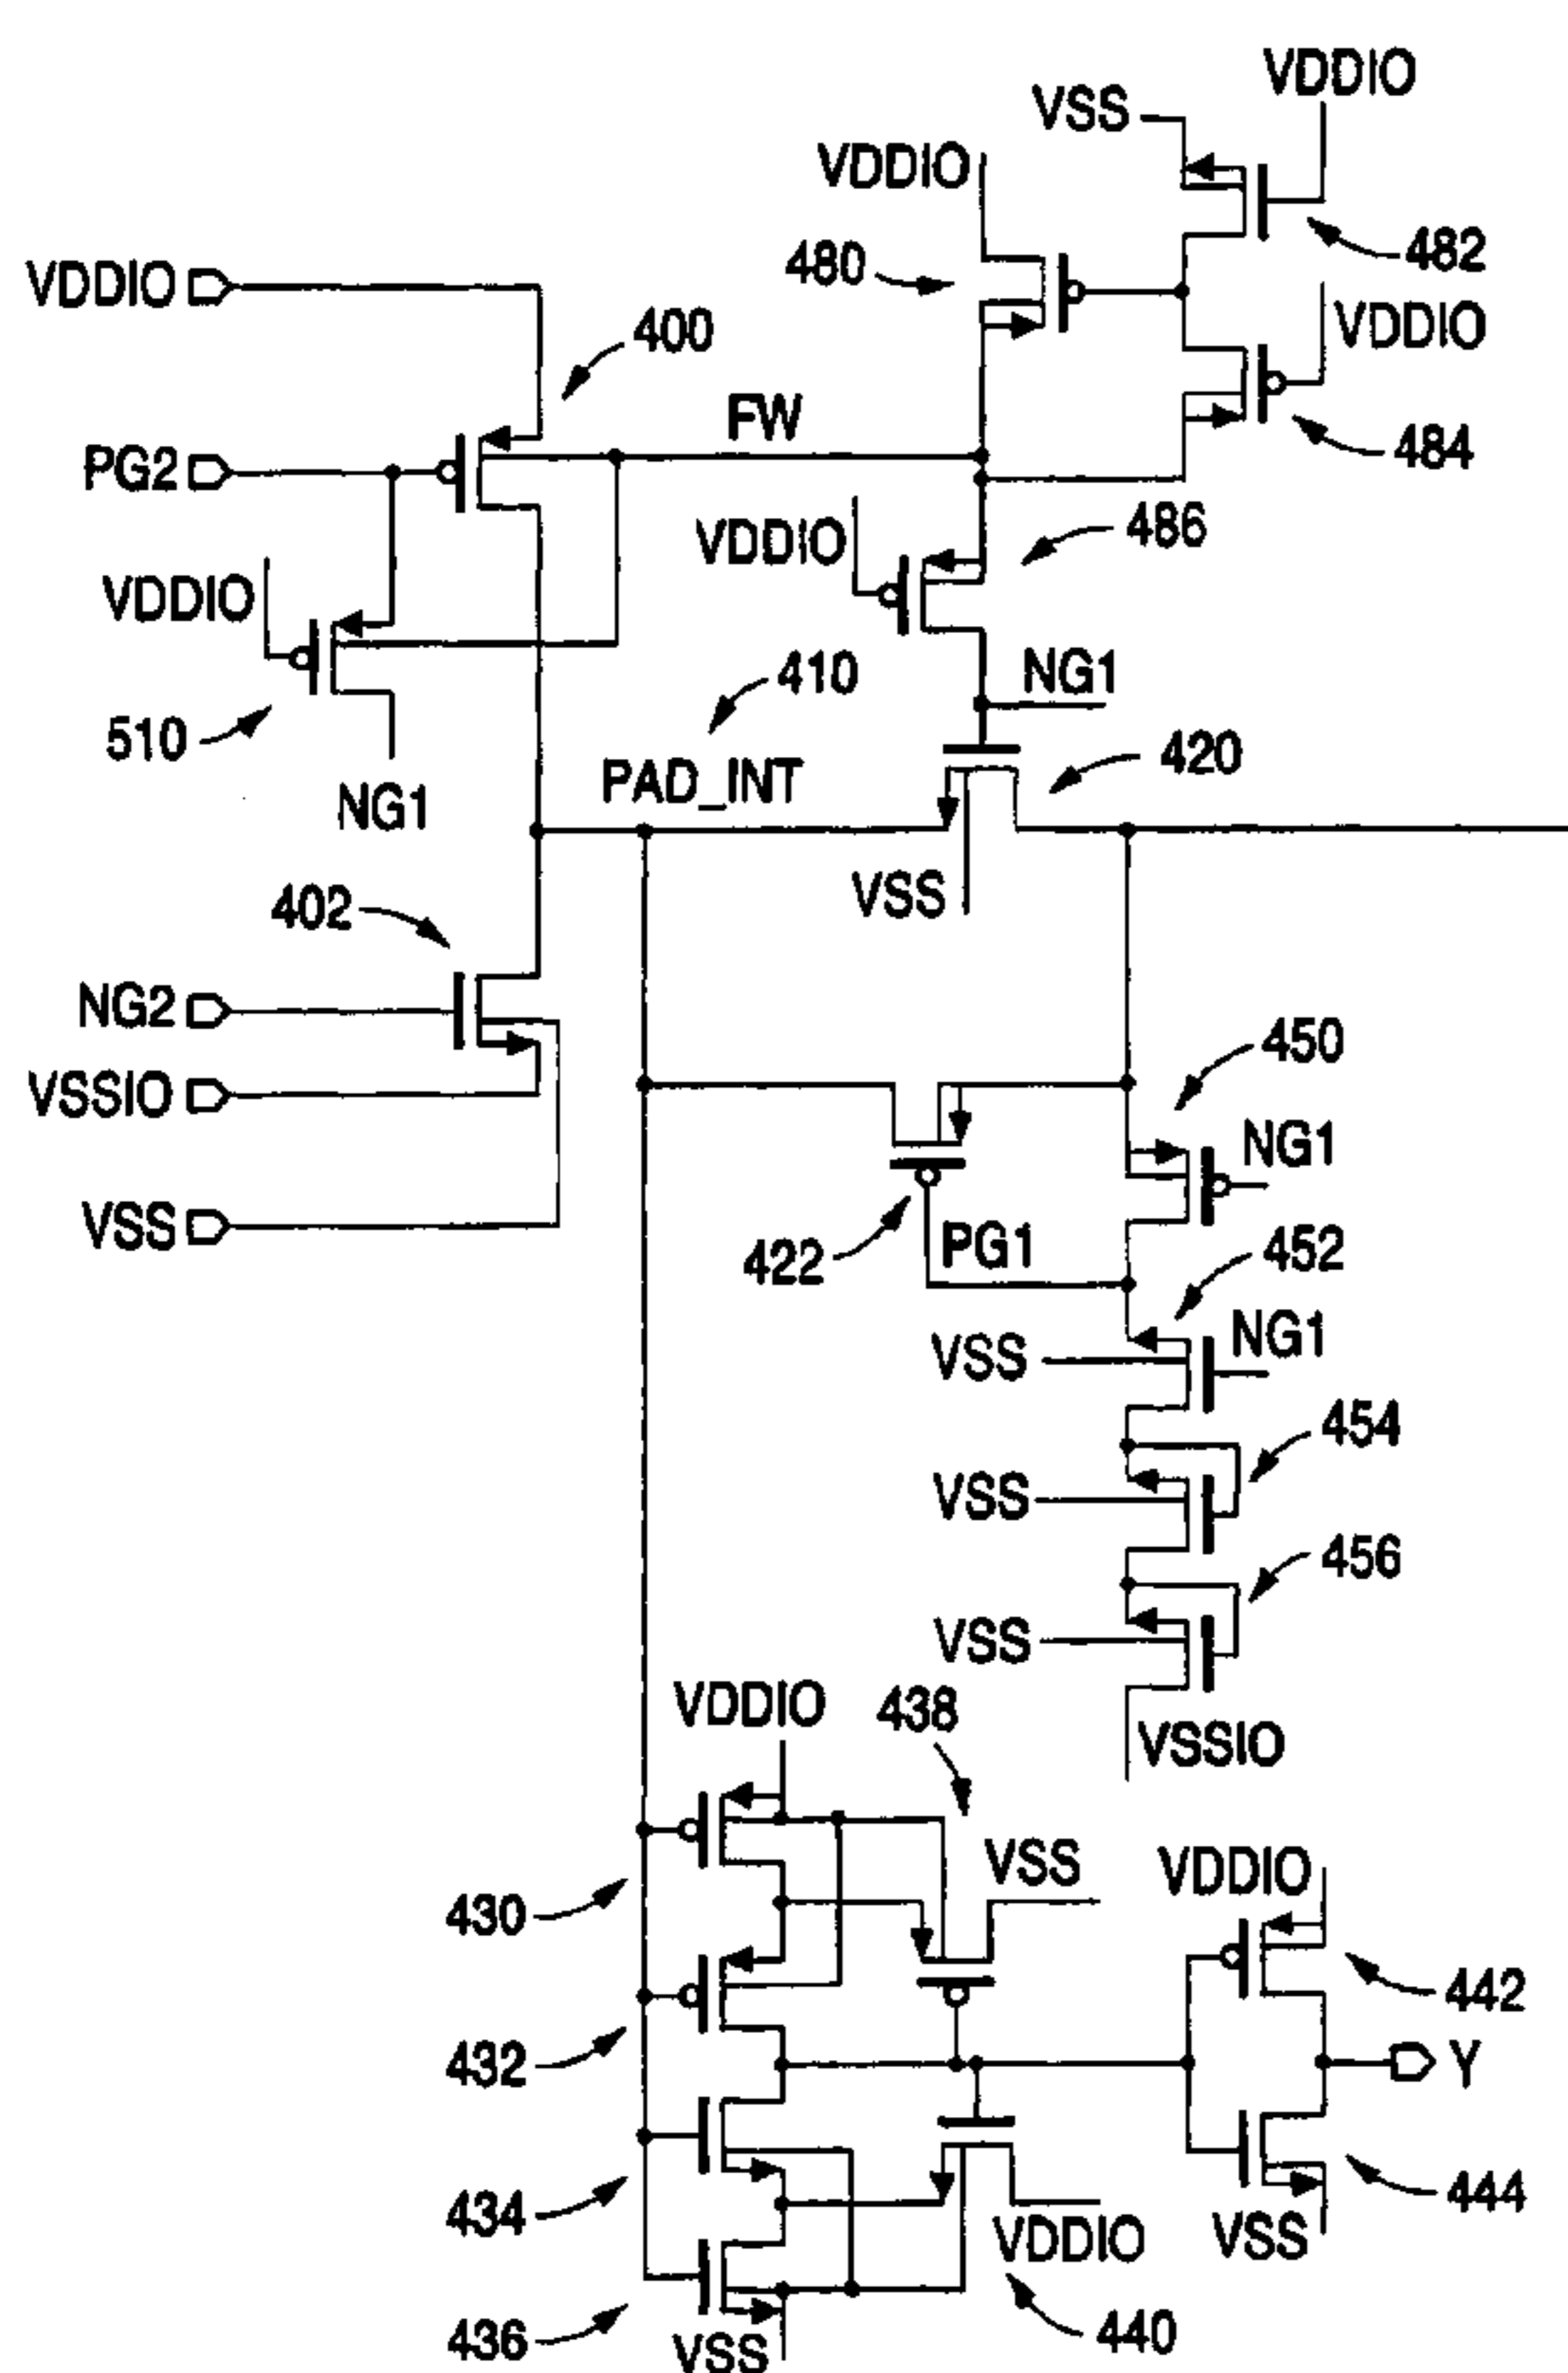 VDDIO
VSS
VDDIO
482
480
VDDIO
VDDIO
400
484
FW
PG2
486
VDDIO
VDDIO
410
NG1
510
420
PAD_INT
NG1
VSS
402
NG2
450
VSSIO
NG1
VSS
PG1
452
422
NG1
VSS
454
VSS
456
VSS
VDDIO
438
VSSIO
VSS
VDDIO
430
442
432
Y
434
444
VDDIO
VSS
436
VSS
440